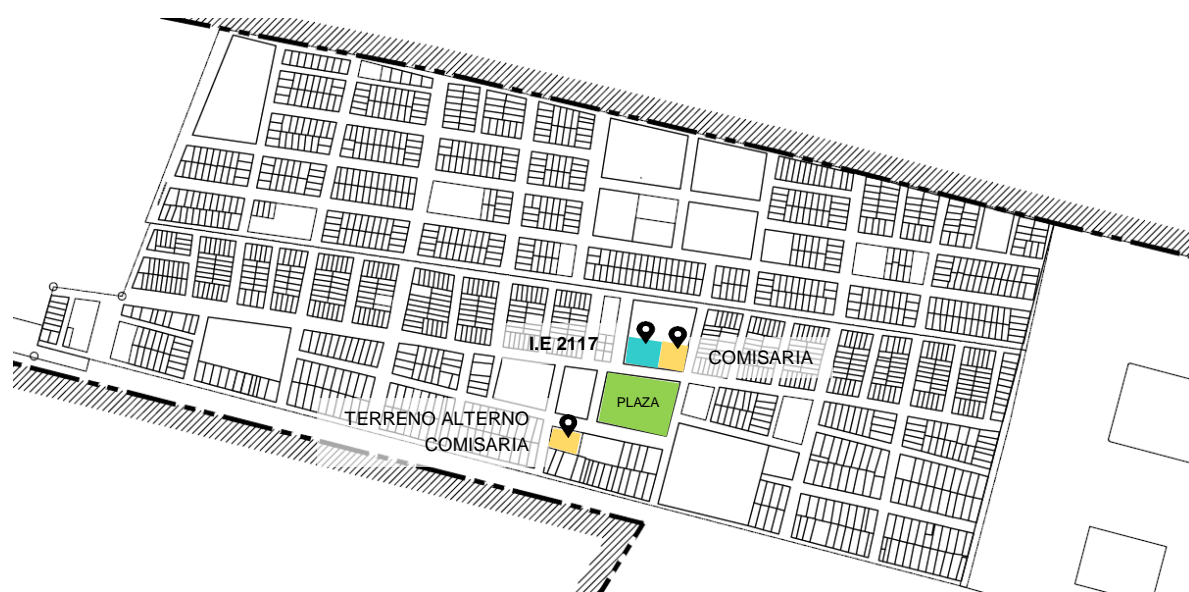 I.E 2117
COMISARIA
PLAZA
TERRENO ALTERNO
COMISARIA